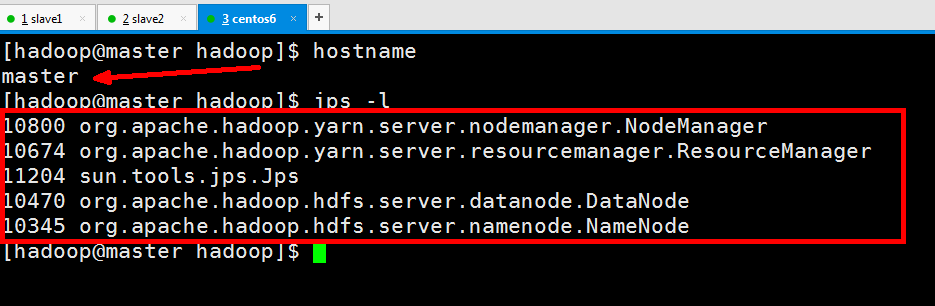 1 slave1 × 2 slave2 × 3 centos6 ×
[hadoop@master hadoop]$ hostname
master
[hadoop@master hadoop]$ jps -l
10800 org.apache.hadoop.yarn.server.nodemanager.NodeManager
10674 org.apache.hadoop.yarn.server.resourcemanager.ResourceManager
11204 sun.tools.jps.Jps
10470 org.apache.hadoop.hdfs.server.datanode.DataNode
10345 org.apache.hadoop.hdfs.server.namenode.NameNode
[hadoop@master hadoop]$